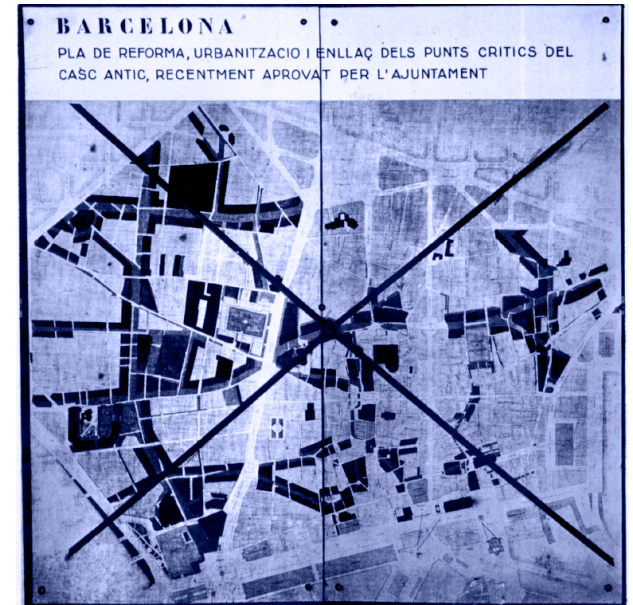 BARCELONA
PLA DE REFORMA, URBANITZACIO I ENLLAÇ DELS PUNTS CRITICS DEL
CASC ANTIC, RECENTMENT APROVAT PER L'AJUNTAMENT